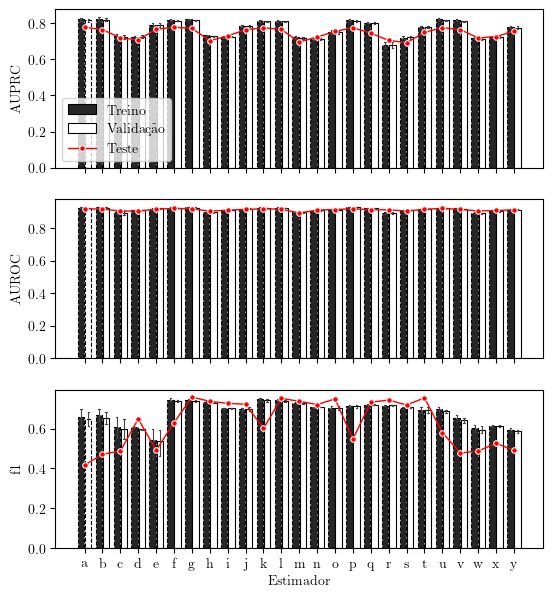 0.8
0.6
0.4
0.2
0.0
AUPRC
Treino
Validação
Teste
0.8
0.6
0.4
0.2
0.0
AUROC
0.6
0.4
0.2
0.0
f1
a b c d e f g h i j k l m n o p q r s t u v w x y
Estimador